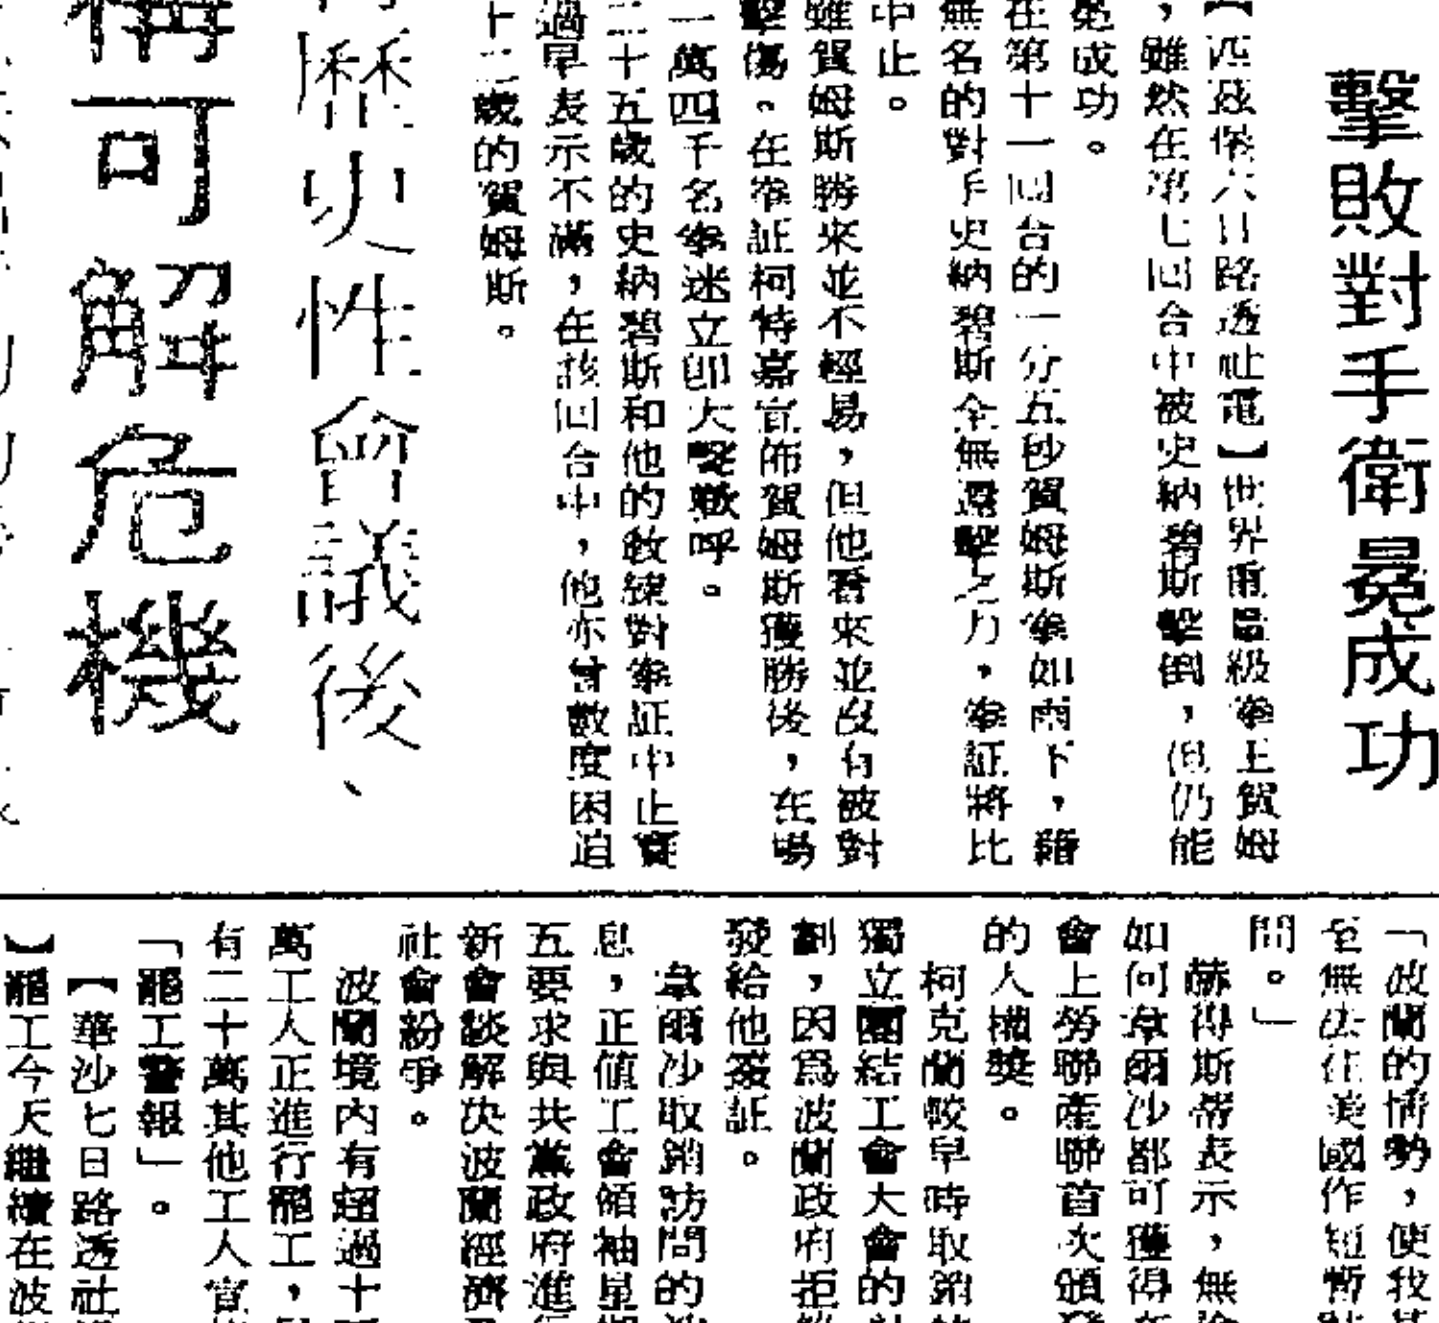 擊敗對手衛冕成功
【匹茲堡六日路透社電】世界重量級拳王賀姆
，雖然在第七回合中被史納碧斯擊倒，但仍能
冕成功。
在第十一回合的一分五秒賀姆斯拳如雨下，藉
無名的對手史納碧斯全無還擊之力，拳証將比
中止。
雖賀姆斯勝來並不輕易，但他看來並沒有被對
擊傷。在拳証柯特嘉宣佈賀姆斯獲勝後，在場
一萬四千名拳迷立即大聲歡呼。
二十五歲的史納碧斯和他的敎練對拳証中止賽
過早表示不滿，在該回合中，他亦曾數度困迫
十二歲的賀姆斯。
歷史性會議後、
稱可解危機
「波蘭的情勢，使我甚
至無法往美國作短暫
問。」
赫得斯蒂表示，無論
如何韋爾沙都可獲得
會上勞聯產聯首次頒發
的人權獎。
柯克蘭較早時取銷
獨立團結工會大會的
劃，因爲波蘭政府拒
發給他簽証。
韋爾沙取銷訪問的消
息，正值工會領袖星期
五要求與共黨政府進行
新會談解決波蘭經濟及
社會紛爭。
波蘭境內有超過十
萬工人正進行罷工，
有二十萬其他工人宣
「罷工警報」。
【華沙七日路透社
】罷工今天繼續在波